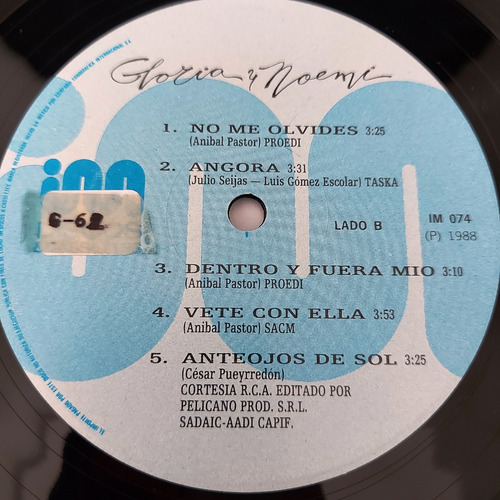 Gloria y Noemi
1. NO ME OLVIDES 3:25
(Anibal Pastor) PROEDI
2. ANGORA 3:31
(Julio Seijas — Luis Gómez Escolar) TASKA
G-62
LADO B
IM 074
(P) 1988
3. DENTRO Y FUERA MIO 3:10
(Anibal Pastor) PROEDI
4. VETE CON ELLA 3:53
(Anibal Pastor) SACM
5. ANTEOJOS DE SOL 3:25
(César Pueyrredón)
CORTESIA R.C.A. EDITADO POR
PELICANO PROD. S.R.L.
SADAIC-AADI CAPIF.